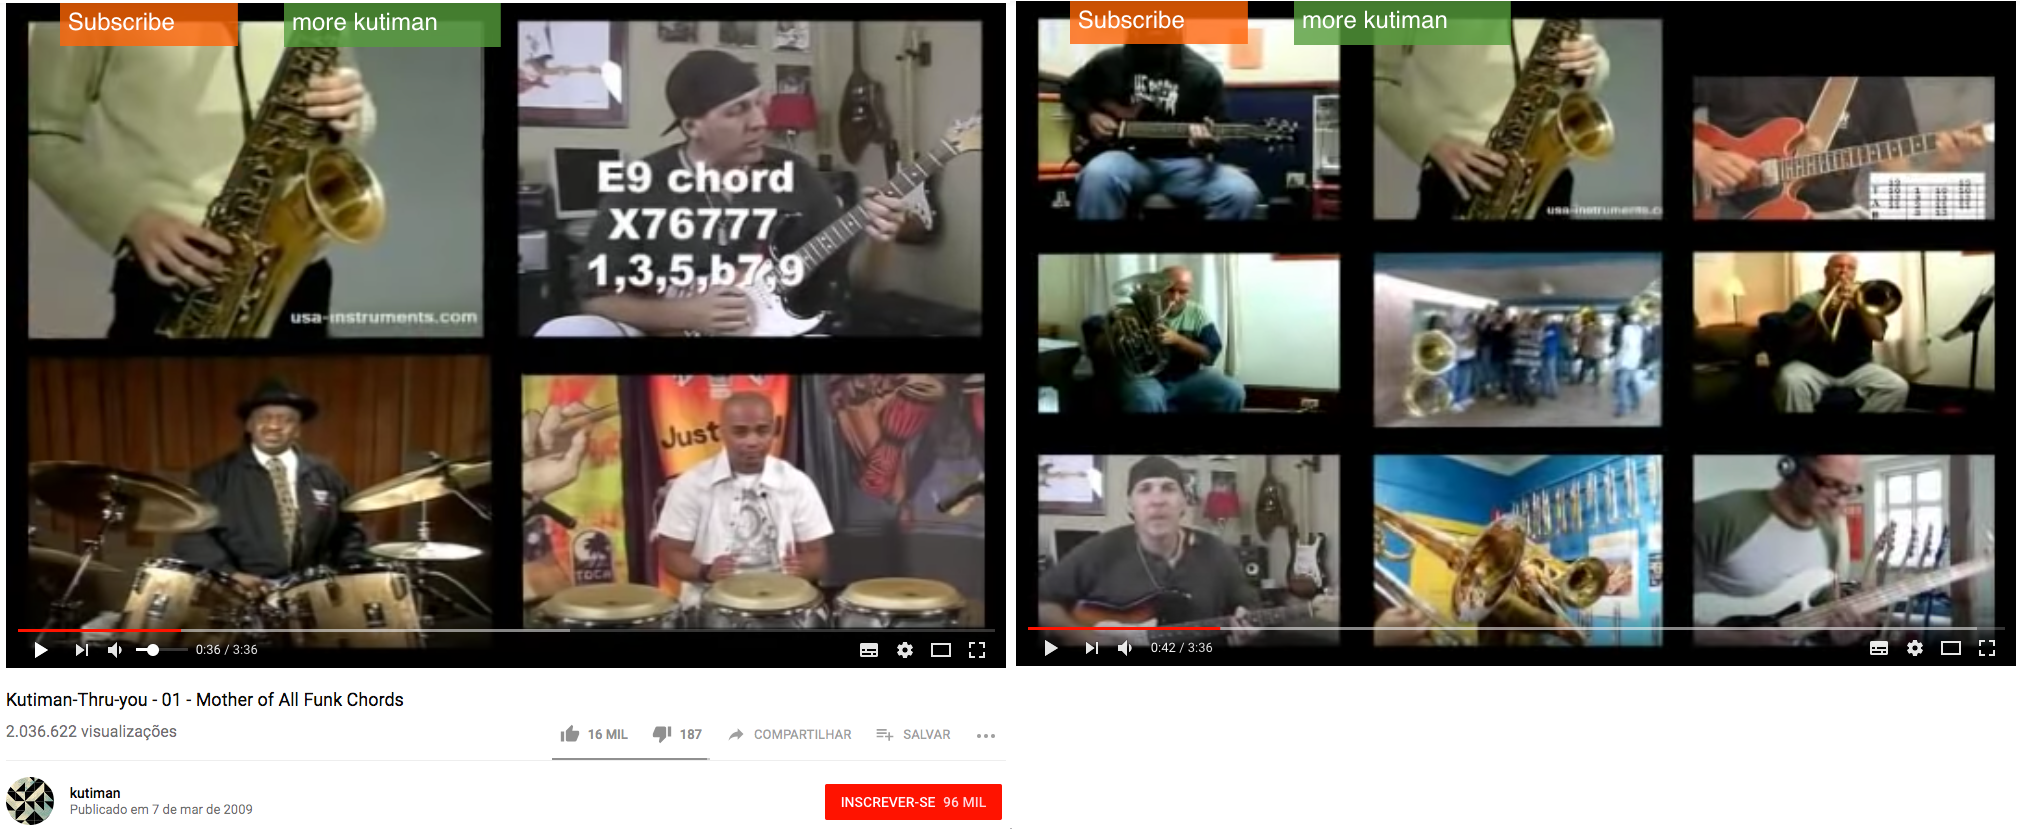 Subscribe
more kutiman
E9 chord
X76777
1,3,5,b7,9
usa-instruments.com
Just
TOCA
0:36 / 3:36
Kutiman-Thru-you - 01 - Mother of All Funk Chords
2.036.622 visualizações
16 MIL
187
COMPARTILHAR
SALVAR
kutiman
Publicado em 7 de mar de 2009
INSCREVER-SE 96 MIL
Subscribe
more kutiman
usa-instruments.c
T
A
B
0:42 / 3:36